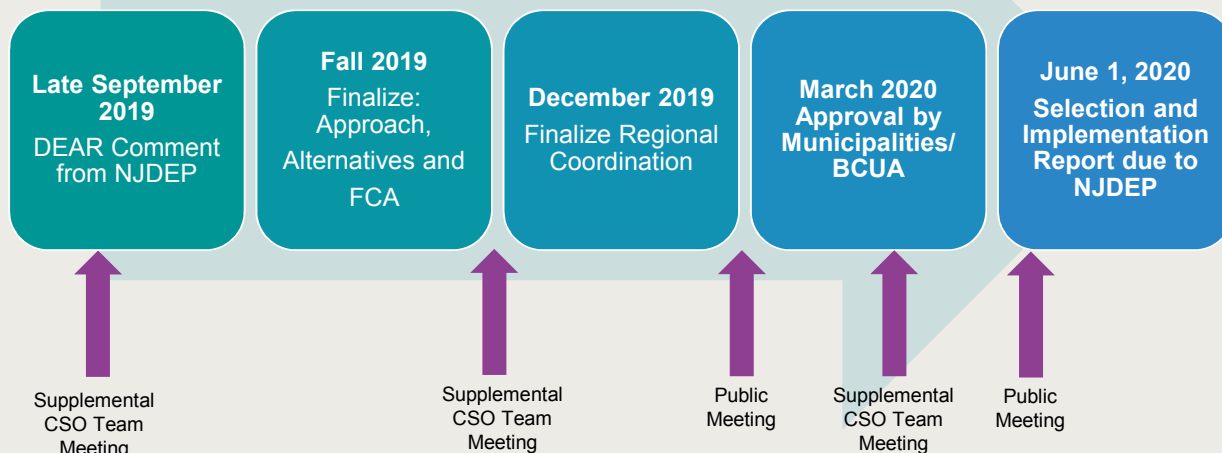 Late September
2019
DEAR Comment
from NJDEP
Fall 2019
Finalize:
Approach,
Alternatives and
FCA
December 2019
Finalize Regional
Coordination
March 2020
Approval by
Municipalities/
BCUA
June 1, 2020
Selection and
Implementation
Report due to
NJDEP
Supplemental
CSO Team
Meeting
Supplemental
CSO Team
Meeting
Public
Meeting
Supplemental
CSO Team
Meeting
Public
Meeting